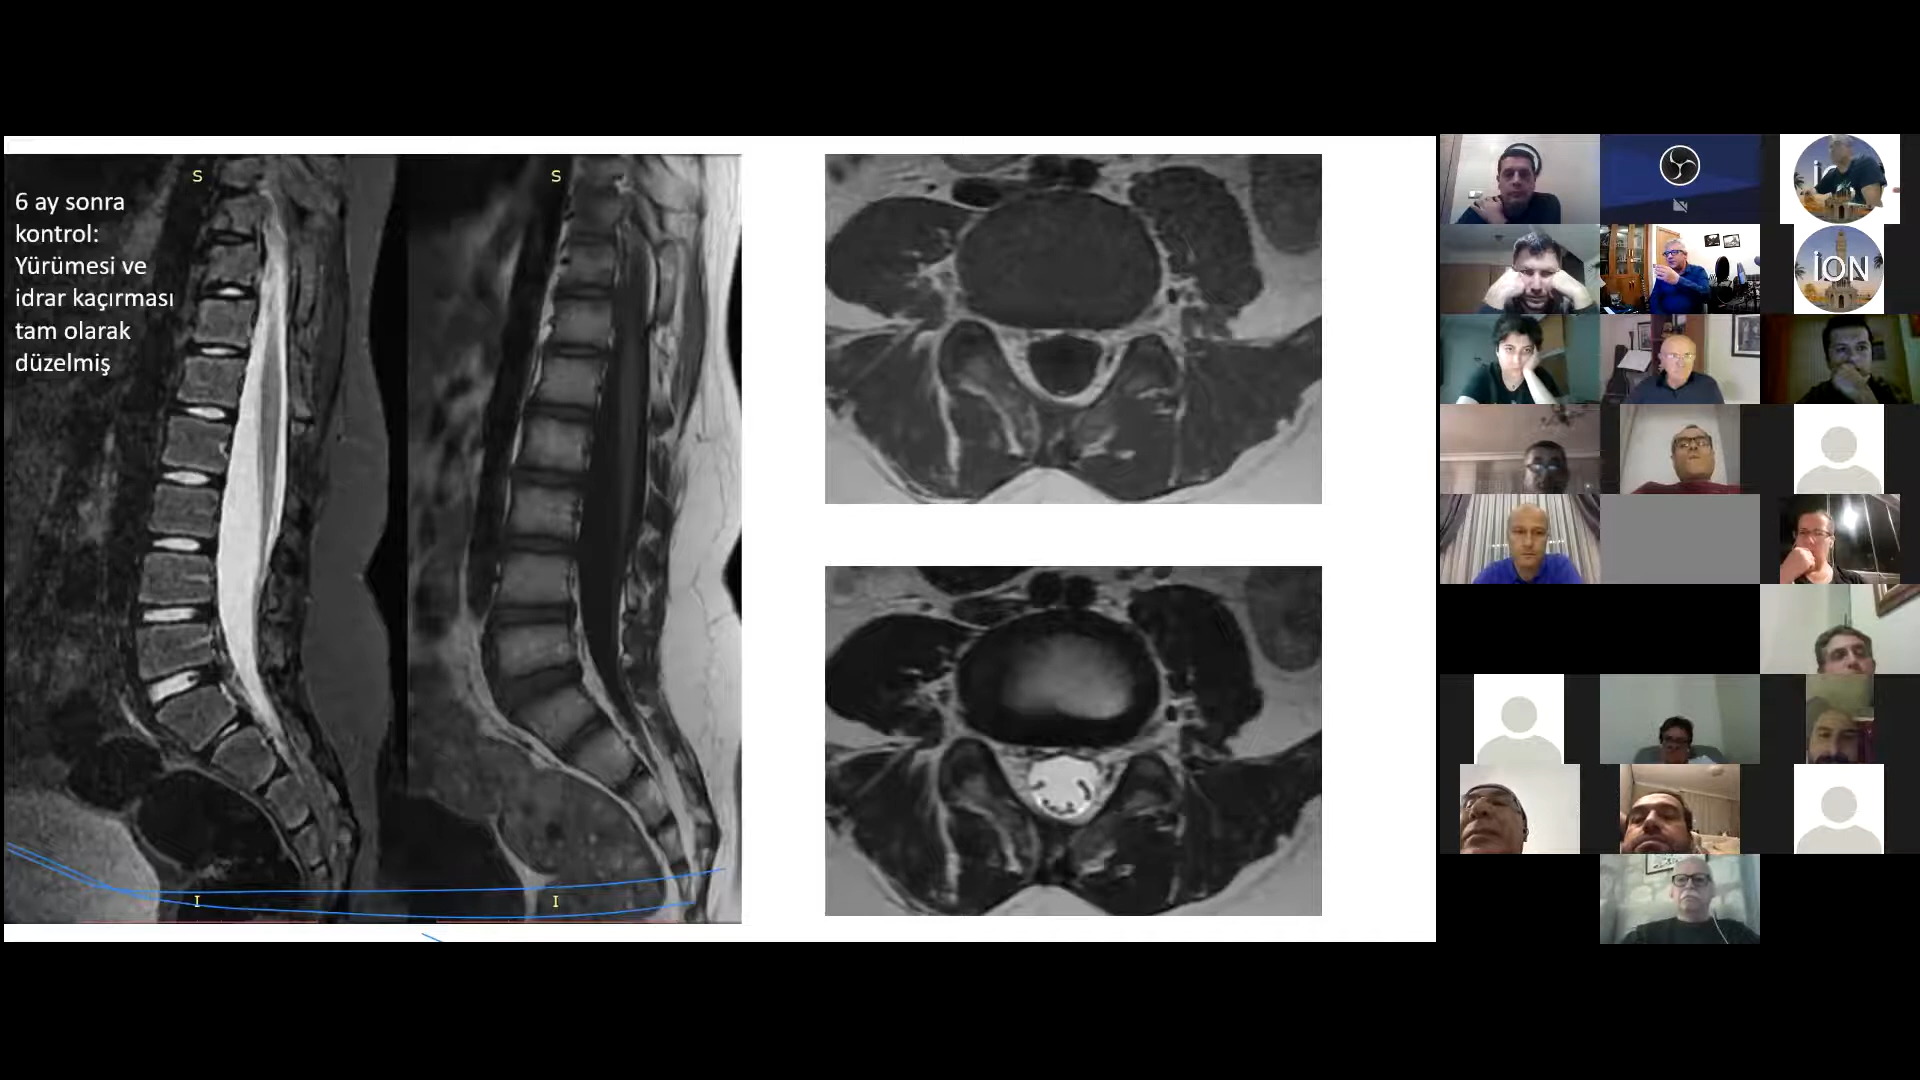 S
S
6 ay sonra
kontrol:
Yürümesi ve
idrar kaçırması
tam olarak
düzelmiş
I
I
İON